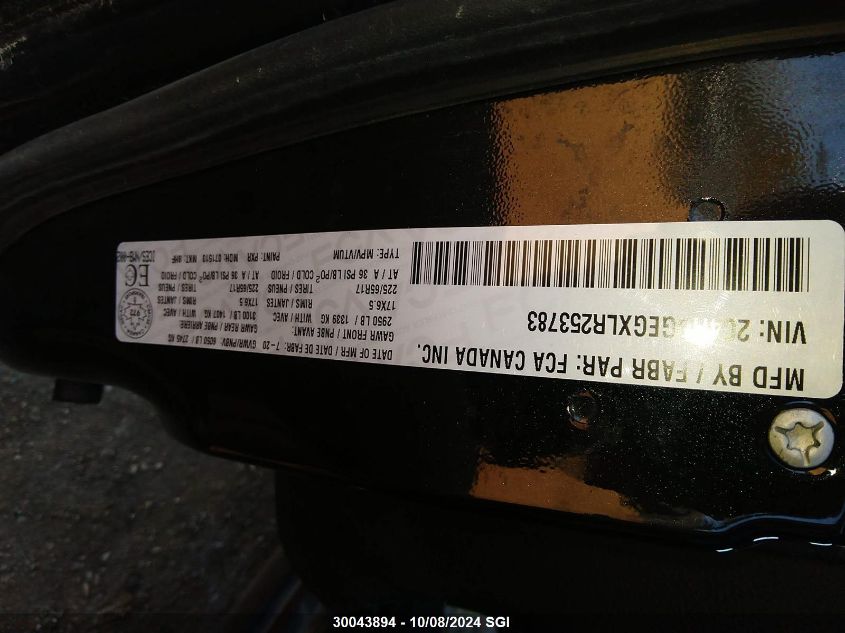 MFD BY / FABR PAR: FCA CANADA INC.
DATE OF MFR / DATE DE FABR: 7-20
GVWR/PNBV: 6050 LB / 2745 KG
GAWR FRONT / PNBE AVANT:
2950 LB / 1339 KG WITH / AVEC
17X6.5 RIMS / JANTES
225/65R17 TIRES / PNEUS
AT / A 36 PSI LB/PO² COLD / FROID
GAWR REAR / PNBE ARRIERE:
3100 LB / 1407 KG WITH / AVEC
17X6.5 RIMS / JANTES
225/65R17 TIRES / PNEUS
AT / A 36 PSI LB/PO² COLD / FROID
VIN: GEGXLR253783
TYPE: MPV/VTUM
PAINT: PXR
EC
30043894 - 10/08/2024 SGI